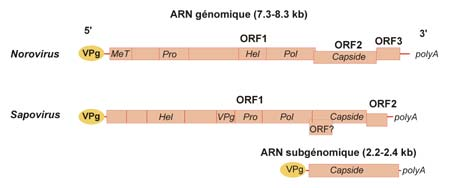 ARN génomique (7.3-8.3 kb)
5' ORF1 ORF2 ORF3 3'
Norovirus VPg MeT Pro Hel Pol Capside polyA
ORF1 ORF2
Sapovirus VPg Hel VPg Pro Pol Capside polyA
ORF?
ARN subgénomique (2.2-2.4 kb)
VPg Capside polyA